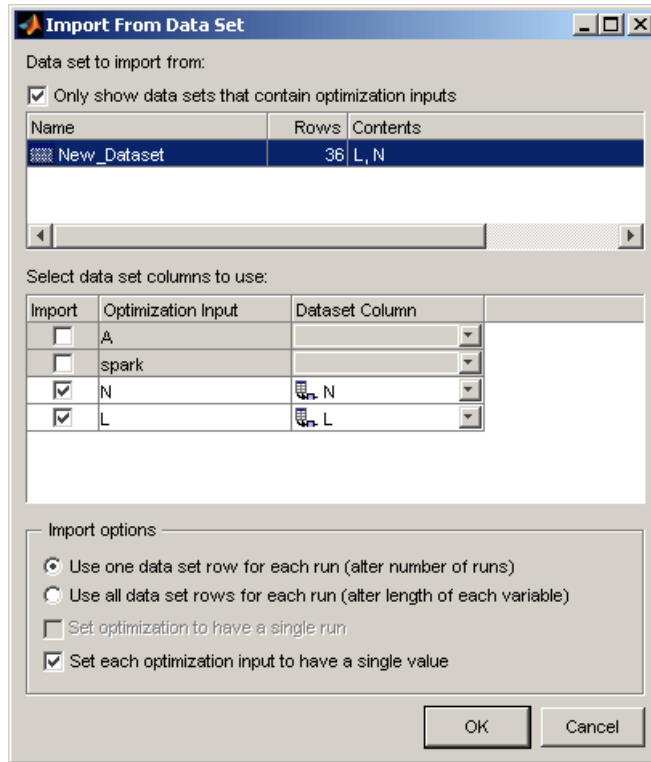 Import From Data Set
Data set to import from:
Only show data sets that contain optimization inputs
Name Rows Contents
New_Dataset 36 L, N
Select data set columns to use:
Import Optimization Input Dataset Column
A
spark
N N
L L
Import options
Use one data set row for each run (alter number of runs)
Use all data set rows for each run (alter length of each variable)
Set optimization to have a single run
Set each optimization input to have a single value
OK Cancel